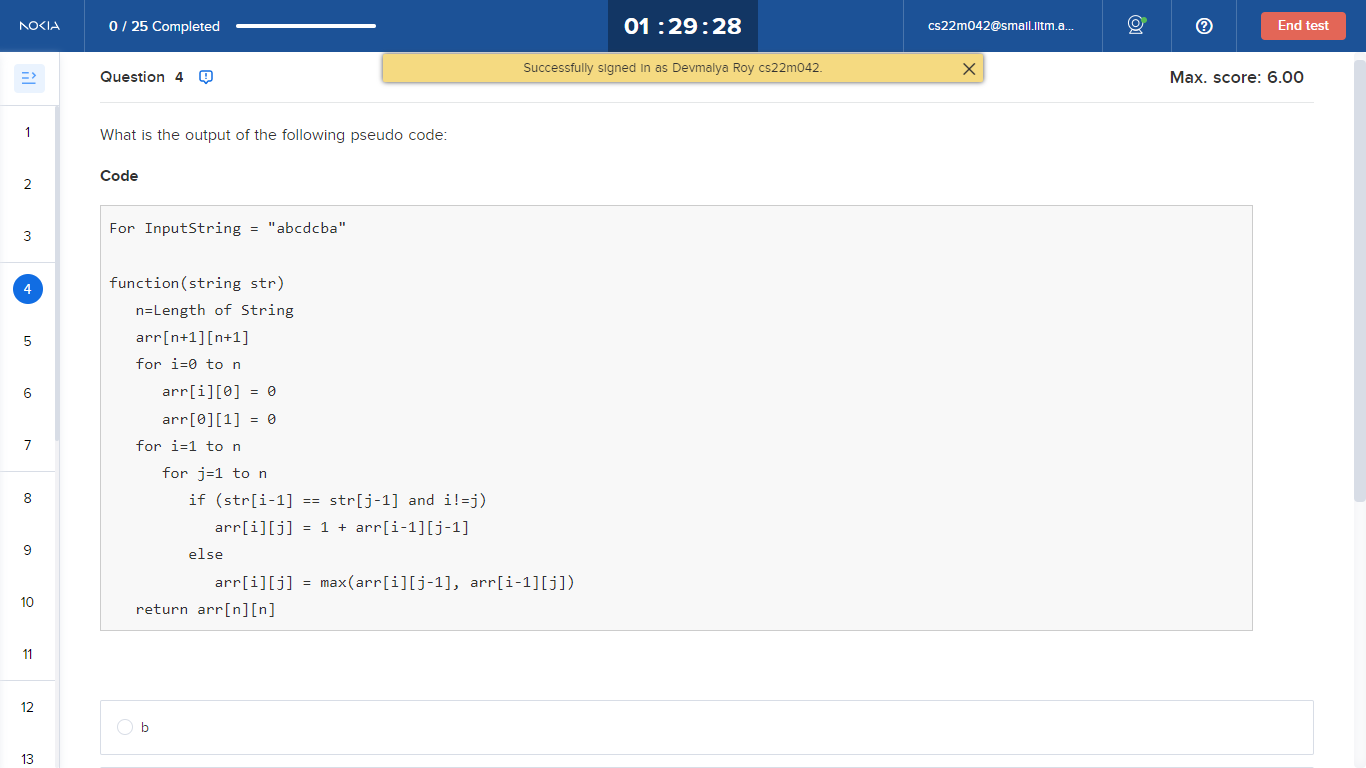 NOKIA
0 / 25 Completed
01 : 29 : 28
cs22m042@smail.iitm.a...
End test
Successfully signed in as Devmalya Roy cs22m042.
Question 4
Max. score: 6.00
What is the output of the following pseudo code:
Code
For InputString = "abcdcba"
function(string str)
n=Length of String
arr[n+1][n+1]
for i=0 to n
arr[i][0] = 0
arr[0][1] = 0
for i=1 to n
for j=1 to n
if (str[i-1] == str[j-1] and i!=j)
arr[i][j] = 1 + arr[i-1][j-1]
else
arr[i][j] = max(arr[i][j-1], arr[i-1][j])
return arr[n][n]
b
1
2
3
4
5
6
7
8
9
10
11
12
13